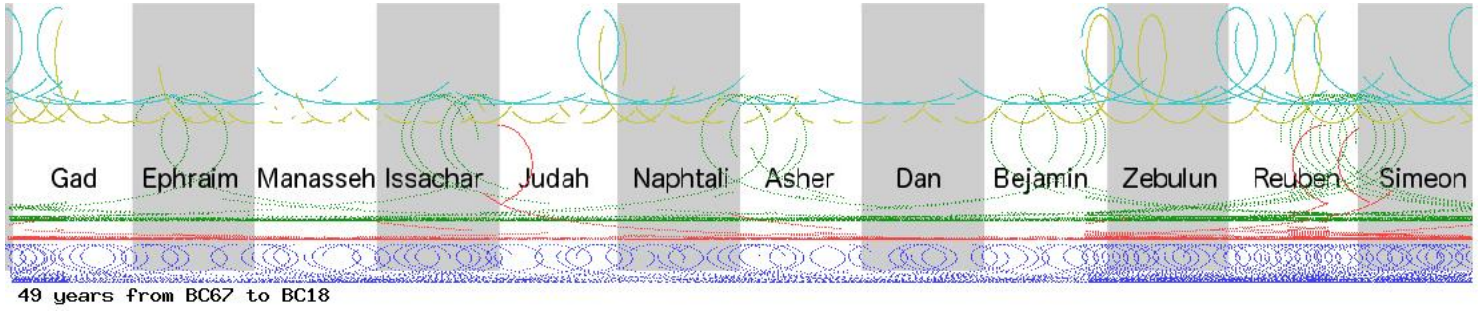 Gad Ephraim Manasseh Issachar Judah Naphtali Asher Dan Bejamin Zebulun Reuben Simeon
49 years from BC67 to BC18